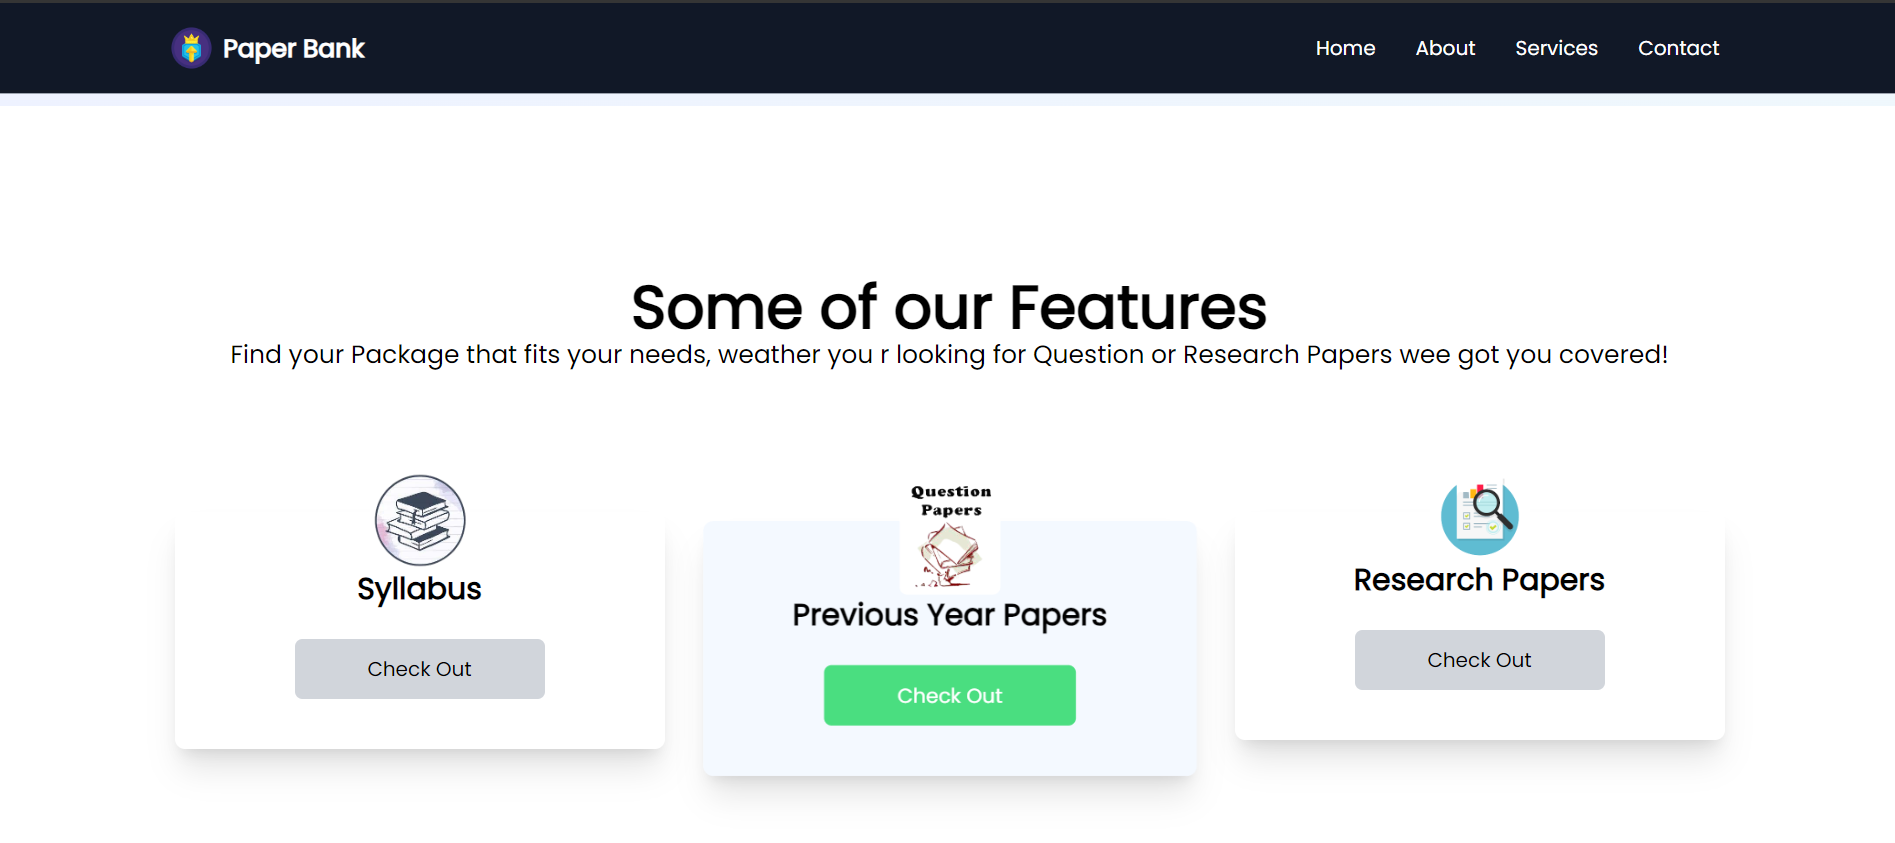 Paper Bank
Home About Services Contact
Some of our Features
Find your Package that fits your needs, weather you r looking for Question or Research Papers wee got you covered!
Syllabus
Check Out
Question
Papers
Previous Year Papers
Check Out
Research Papers
Check Out